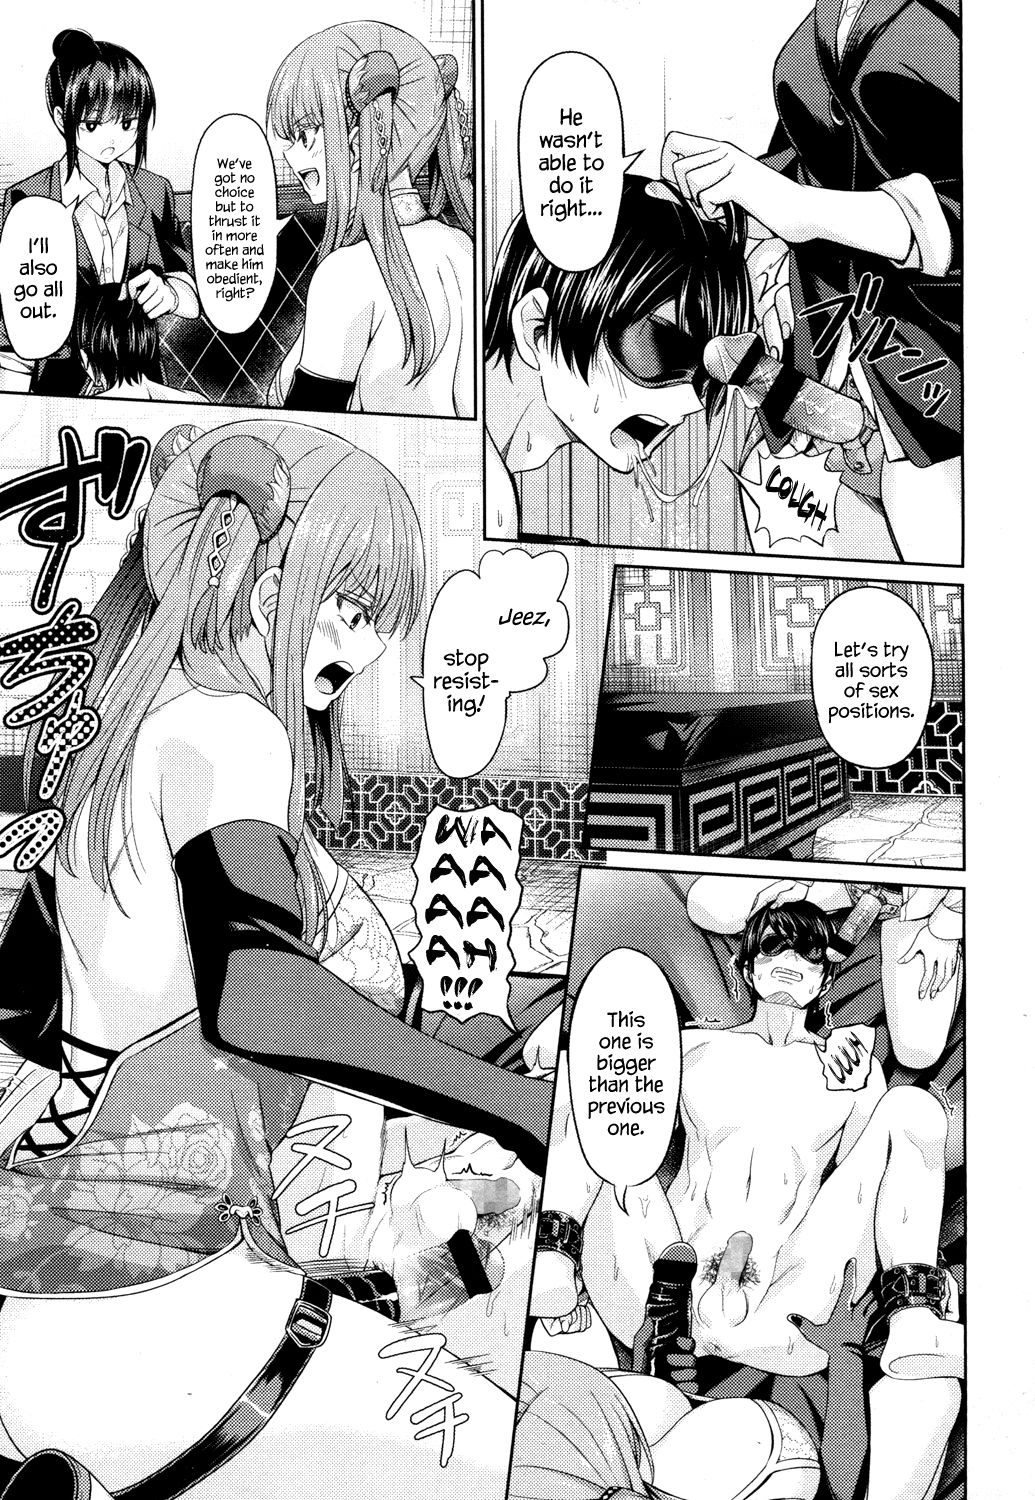 He
wasn't
able to
do it
right...
ブルンッ
COUGH
We've
got no
choice
but to
thrust it
in more
often and
make him
obedient,
right?
I'll
also
go all
out.
Let's try
all sorts
of sex
positions.
This
one is
bigger
than the
previous
one.
UUUH
Jeez,
stop
resist-
ing!
WAAAA
AAAIA!!!
ヌチ
ヌチ